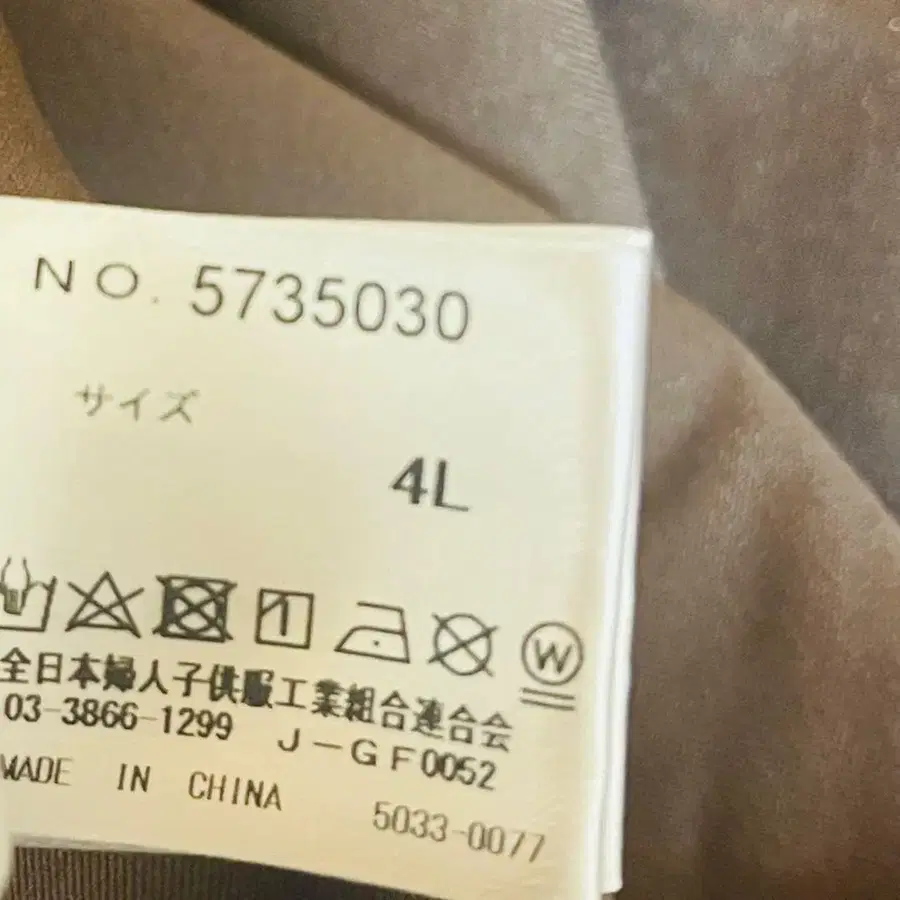 NO. 5735030
サイズ
4L
W
全日本婦人子供服工業組合連合会
03-3866-1299 J-GF0052
MADE IN CHINA 5033-0077